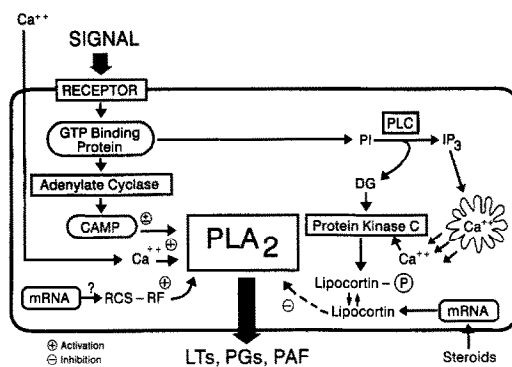 Ca++
SIGNAL
RECEPTOR
GTP Binding
Protein
PLC
PI
IP3
Adenylate Cyclase
DG
CAMP
±
PLA2
Protein Kinase C
Ca++
Ca++ ⊕
Ca++
mRNA
?
RCS-RF
⊕
Lipocortin - P
⊖
Lipocortin
mRNA
⊕ Activation
⊖ Inhibition
LTs, PGs, PAF
Steroids